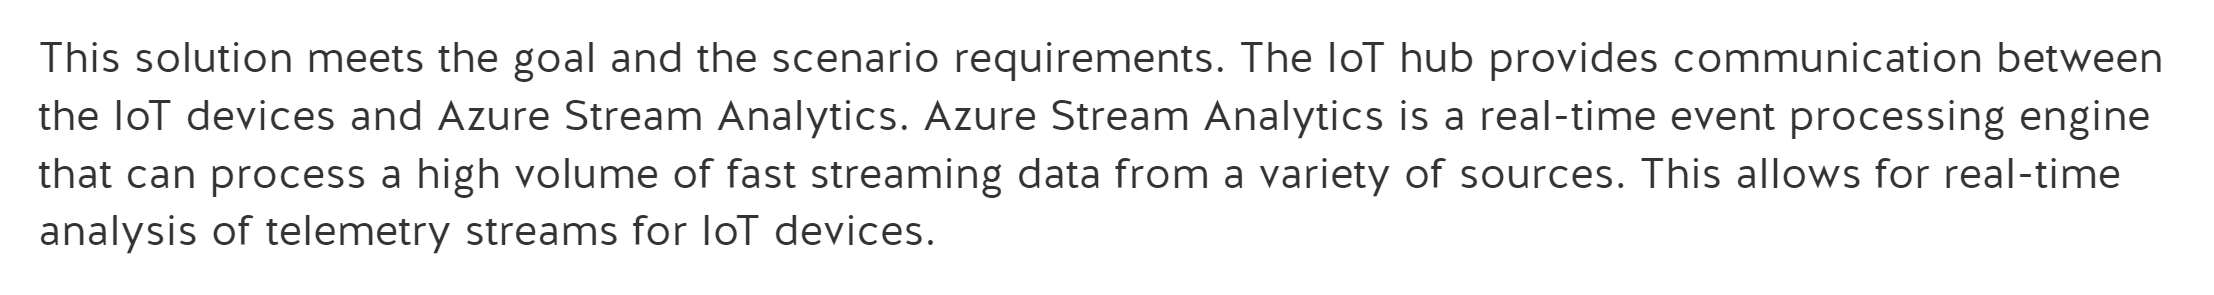 This solution meets the goal and the scenario requirements. The IoT hub provides communication between
the IoT devices and Azure Stream Analytics. Azure Stream Analytics is a real-time event processing engine
that can process a high volume of fast streaming data from a variety of sources. This allows for real-time
analysis of telemetry streams for IoT devices.